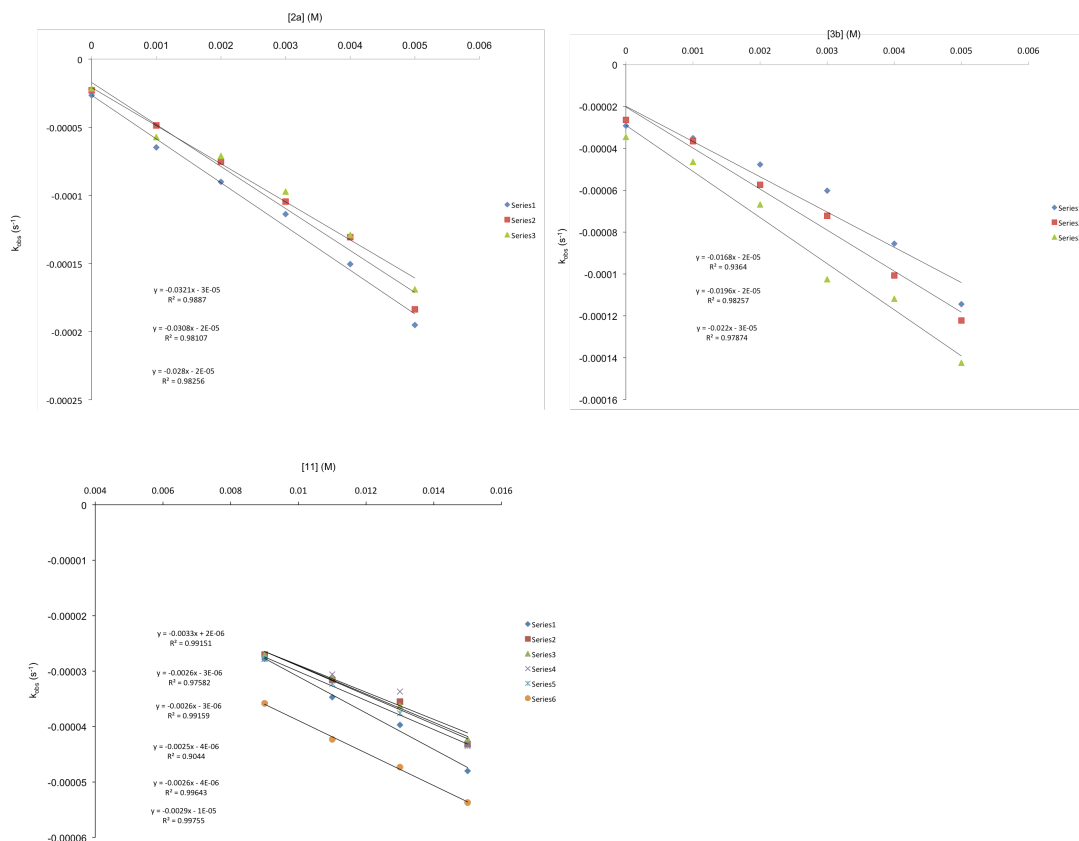 [2a] (M)
0 0.001 0.002 0.003 0.004 0.005 0.006
0
-0.00005
-0.0001
-0.00015
-0.0002
-0.00025
k_obs (s⁻¹)
Series1
Series2
Series3
y = -0.0321x - 3E-05
R² = 0.9887
y = -0.0308x - 2E-05
R² = 0.98107
y = -0.028x - 2E-05
R² = 0.98256
[3b] (M)
0 0.001 0.002 0.003 0.004 0.005 0.006
0
-0.00002
-0.00004
-0.00006
-0.00008
-0.0001
-0.00012
-0.00014
-0.00016
k_obs (s⁻¹)
Series
Series
Series
y = -0.0168x - 2E-05
R² = 0.9364
y = -0.0196x - 2E-05
R² = 0.98257
y = -0.022x - 3E-05
R² = 0.97874
[11] (M)
0.004 0.006 0.008 0.01 0.012 0.014 0.016
0
-0.00001
-0.00002
-0.00003
-0.00004
-0.00005
-0.00006
k_obs (s⁻¹)
Series1
Series2
Series3
Series4
Series5
Series6
y = -0.0033x + 2E-06
R² = 0.99151
y = -0.0026x - 3E-06
R² = 0.97582
y = -0.0026x - 3E-06
R² = 0.99159
y = -0.0025x - 4E-06
R² = 0.9044
y = -0.0026x - 4E-06
R² = 0.99643
y = -0.0029x - 1E-05
R² = 0.99755